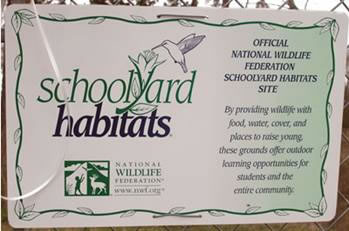 schoolyard
habitats™
NATIONAL
WILDLIFE
FEDERATION®
www.nwf.org®
OFFICIAL
NATIONAL WILDLIFE
FEDERATION
SCHOOLYARD HABITATS
SITE
By providing wildlife with
food, water, cover, and
places to raise young,
these grounds offer outdoor
learning opportunities for
students and the
entire community.